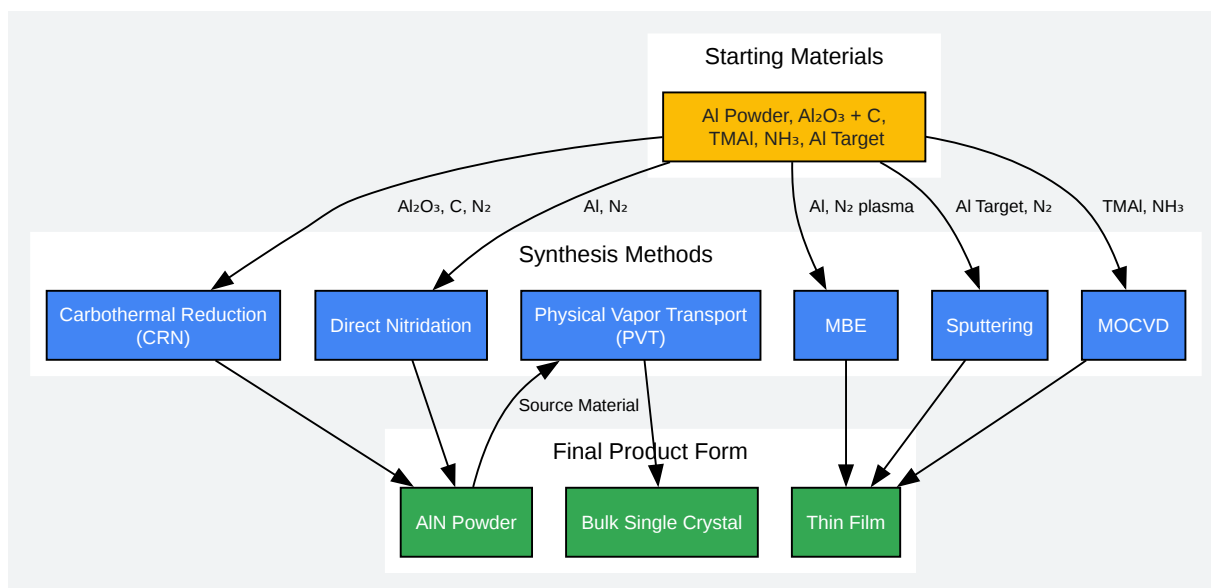 Starting Materials
Al Powder, Al₂O₃ + C,
TMAl, NH₃, Al Target
Al₂O₃, C, N₂
Al, N₂
Al, N₂ plasma
Al Target, N₂
TMAl, NH₃
Synthesis Methods
Carbothermal Reduction
(CRN)
Direct Nitridation
Physical Vapor Transport
(PVT)
MBE
Sputtering
MOCVD
Source Material
Final Product Form
AlN Powder
Bulk Single Crystal
Thin Film